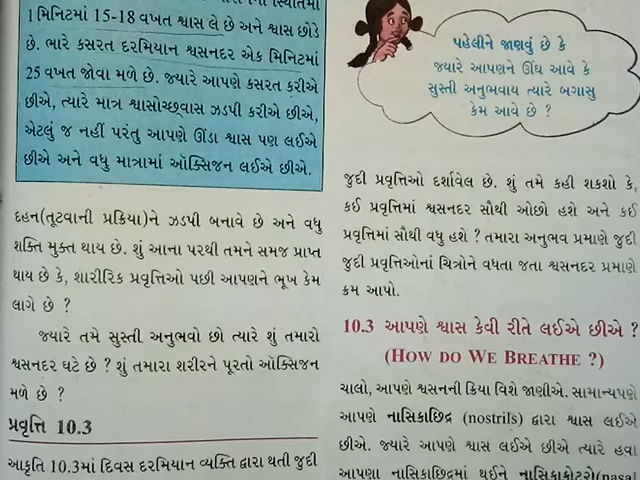 1 મિનિટમાં 15-18 વખત શ્વાસ લે છે અને શ્વાસ છોડે
છે. ભારે કસરત દરમિયાન શ્વસનદર એક મિનિટમાં
25 વખત જોવા મળે છે. જ્યારે આપણે કસરત કરીએ
છીએ, ત્યારે માત્ર શ્વાસોચ્છ્વાસ ઝડપી કરીએ છીએ,
એટલું જ નહીં પરંતુ આપણે ઊંડા શ્વાસ પણ લઈએ
છીએ અને વધુ માત્રામાં ઑક્સિજન લઈએ છીએ.
દહન(તૂટવાની પ્રક્રિયા)ને ઝડપી બનાવે છે અને વધુ
શક્તિ મુક્ત થાય છે. શું આના પરથી તમને સમજ પ્રાપ્ત
થાય છે કે, શારીરિક પ્રવૃત્તિઓ પછી આપણને ભૂખ કેમ
લાગે છે ?
જ્યારે તમે સુસ્તી અનુભવો છો ત્યારે શું તમારો
શ્વસનદર ઘટે છે ? શું તમારા શરીરને પૂરતો ઑક્સિજન
મળે છે ?
પ્રવૃત્તિ 10.3
આકૃતિ 10.3માં દિવસ દરમિયાન વ્યક્તિ દ્વારા થતી જુદી
પહેલીને જાણવું છે કે
જ્યારે આપણને ઊંઘ આવે કે
સુસ્તી અનુભવાય ત્યારે બગાસુ
કેમ આવે છે ?
જુદી પ્રવૃત્તિઓ દર્શાવેલ છે. શું તમે કહી શકશો કે,
કઈ પ્રવૃત્તિમાં શ્વસનદર સૌથી ઓછો હશે અને કઈ
પ્રવૃત્તિમાં સૌથી વધુ હશે ? તમારા અનુભવ પ્રમાણે જુદી
જુદી પ્રવૃત્તિઓનાં ચિત્રોને વધતા જતા શ્વસનદર પ્રમાણે
ક્રમ આપો.
10.3 આપણે શ્વાસ કેવી રીતે લઈએ છીએ ?
(HOW DO WE BREATHE ?)
ચાલો, આપણે શ્વસનની ક્રિયા વિશે જાણીએ. સામાન્યપણે
આપણે નાસિકાછિદ્ર (nostrils) દ્વારા શ્વાસ લઈએ
છીએ. જ્યારે આપણે શ્વાસ લઈએ છીએ ત્યારે હવા
આપણા નાસિકાછિદ્રમાં થઈને નાસિકાકોટરો(nasal